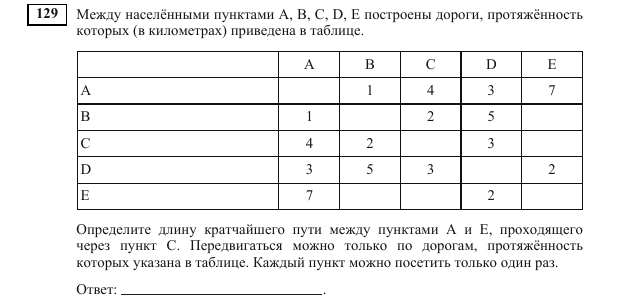 129 Между населёнными пунктами A, B, C, D, E построены дороги, протяжённость
которых (в километрах) приведена в таблице.
A B C D E
A 1 4 3 7
B 1 2 5
C 4 2 3
D 3 5 3 2
E 7 2
Определите длину кратчайшего пути между пунктами A и E, проходящего
через пункт C. Передвигаться можно только по дорогам, протяжённость
которых указана в таблице. Каждый пункт можно посетить только один раз.
Ответ: ____________________.